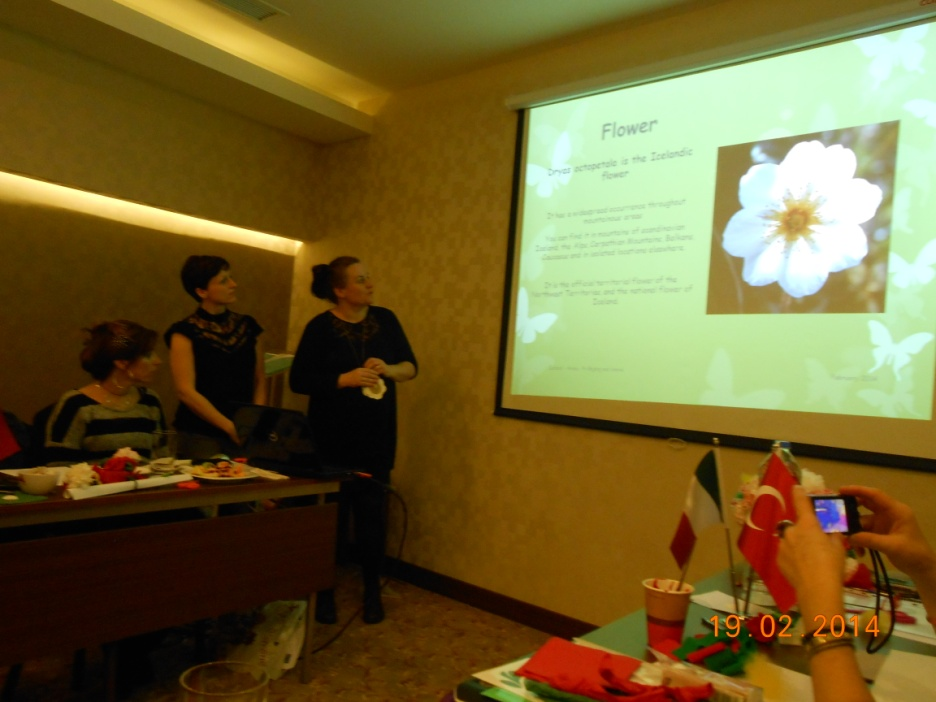 Flower
Dryas octopetala is the Icelandic
flower
It has a widespread occurrence throughout
mountainous areas
You can find it in mountains of scandinavian
Iceland, the Alps, Carpathian Mountains, Balkans,
Caucasus and in isolated locations elsewhere.
It is the official territorial flower of the
Northwest Territories, and the national flower of
Iceland.
February 2014
19.02.2014